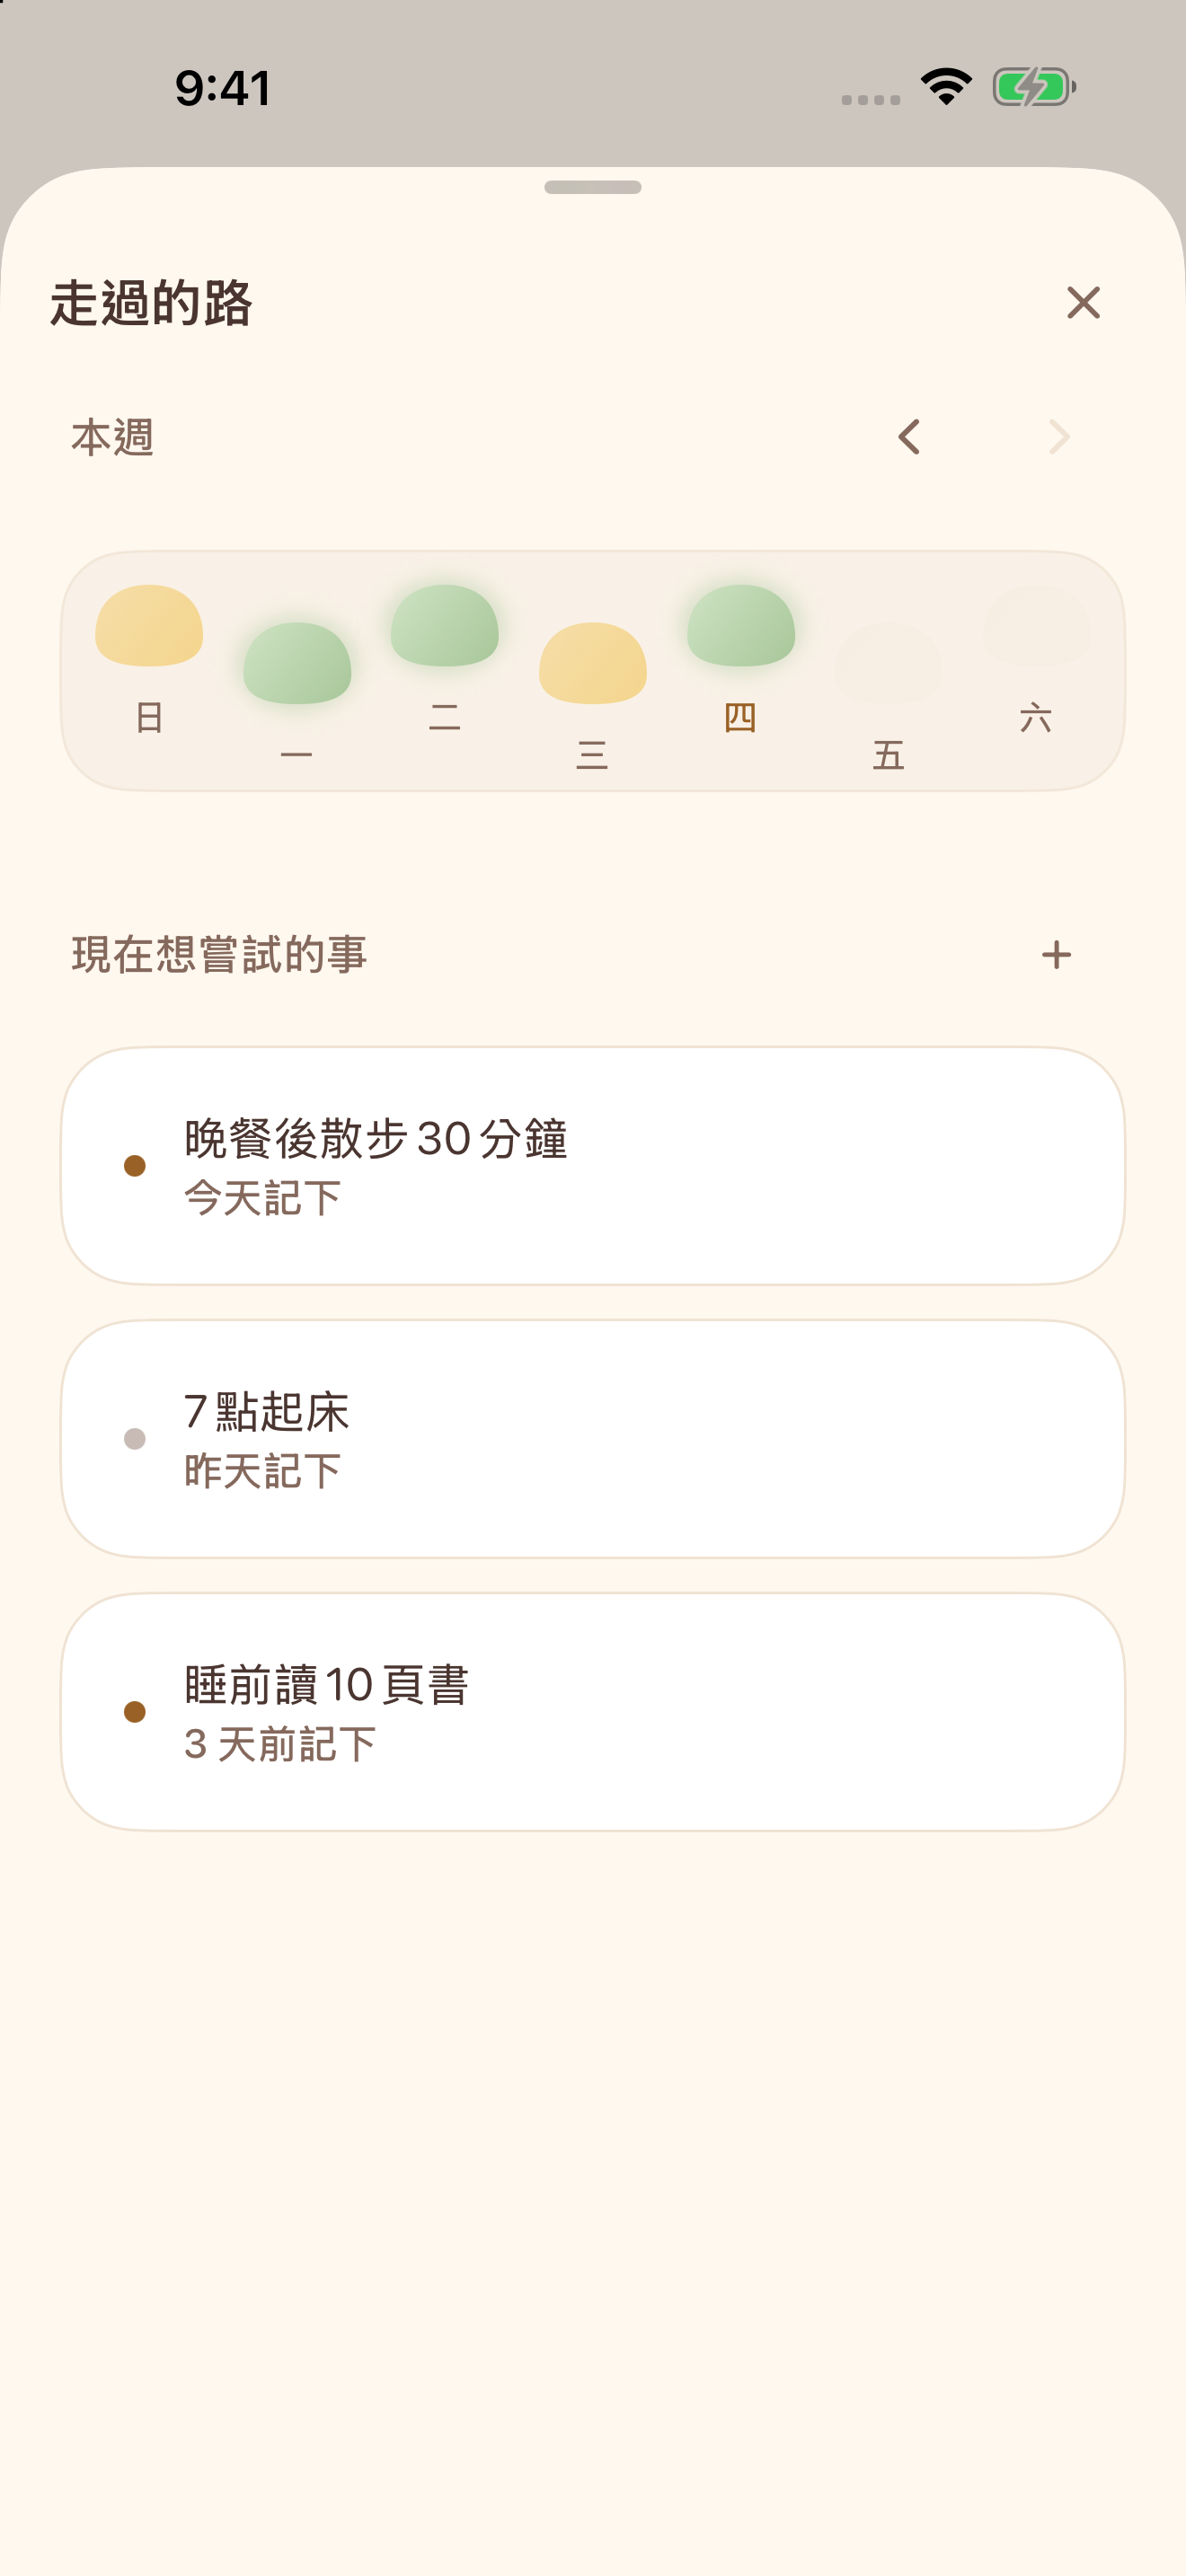 9:41
走過的路
本週
日
一
二
三
四
五
六
現在想嘗試的事
晚餐後散步 30 分鐘
今天記下
7 點起床
昨天記下
睡前讀 10 頁書
3 天前記下